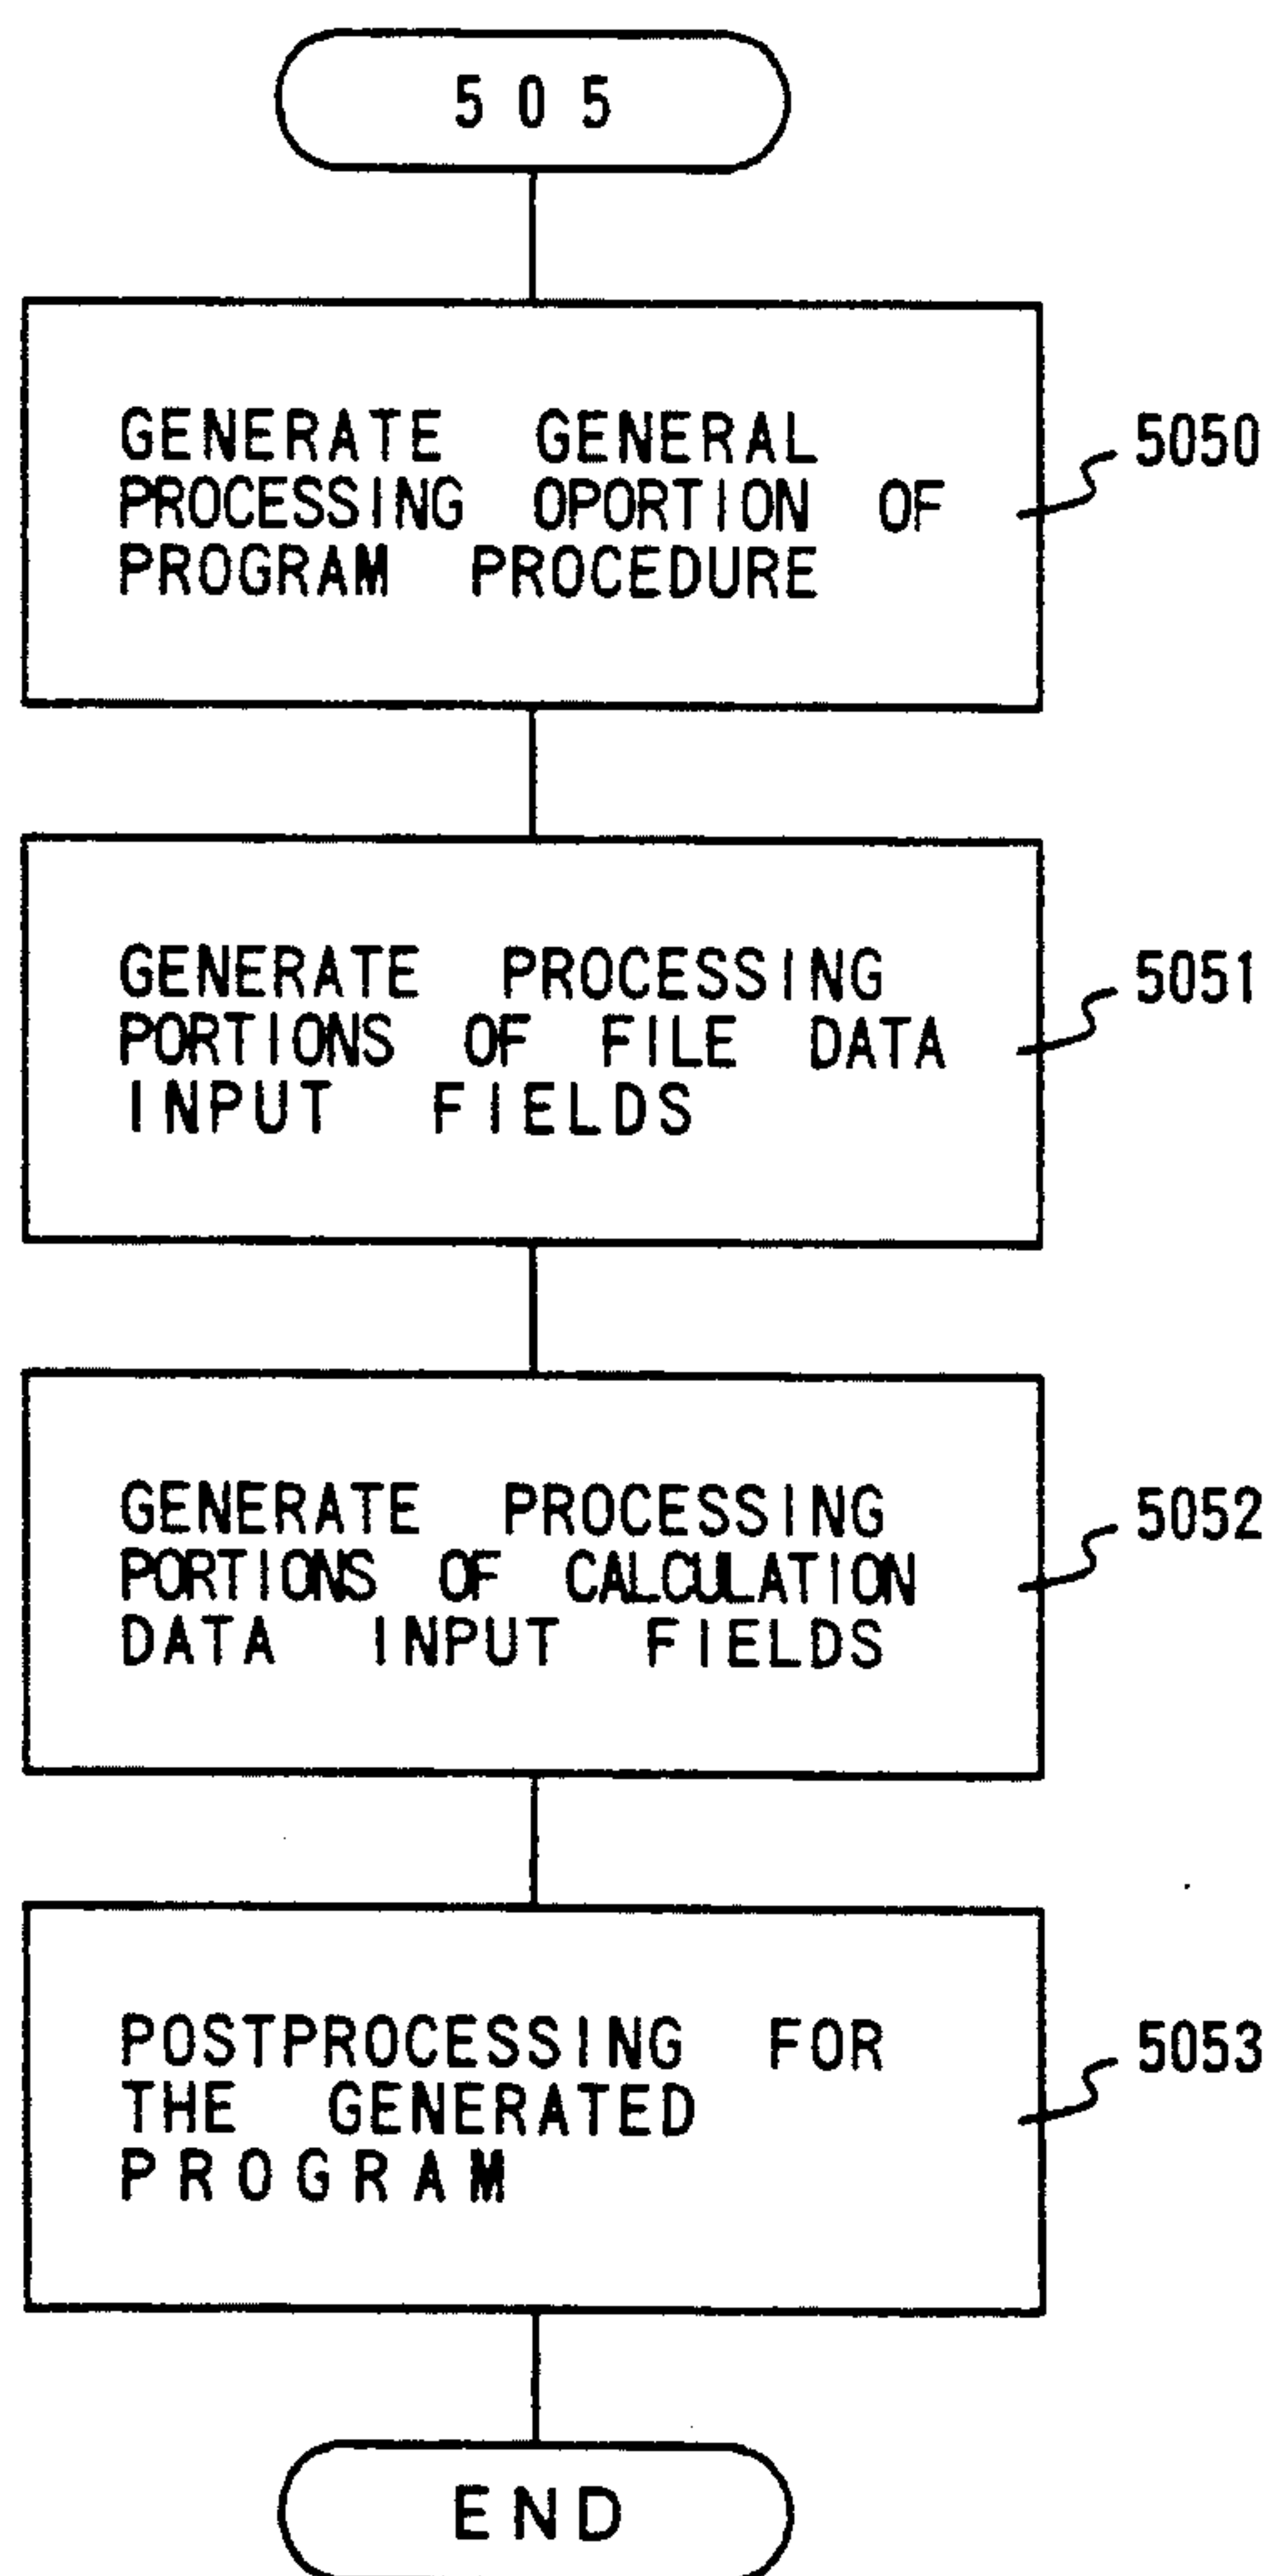 505
GENERATE GENERAL
PROCESSING OPORTION OF
PROGRAM PROCEDURE
5050
GENERATE PROCESSING
PORTIONS OF FILE DATA
INPUT FIELDS
5051
GENERATE PROCESSING
PORTIONS OF CALCULATION
DATA INPUT FIELDS
5052
POSTPROCESSING FOR
THE GENERATED
PROGRAM
5053
END